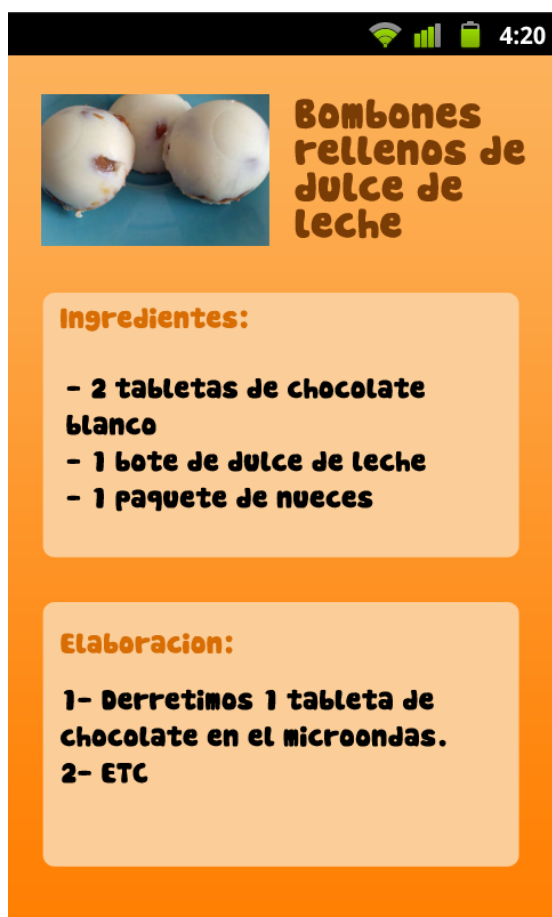 4:20
Bombones
rellenos de
dulce de
leche
Ingredientes:
- 2 tabletas de chocolate
blanco
- 1 bote de dulce de leche
- 1 paquete de nueces
Elaboracion:
1- Derretimos 1 tableta de
chocolate en el microondas.
2- ETC